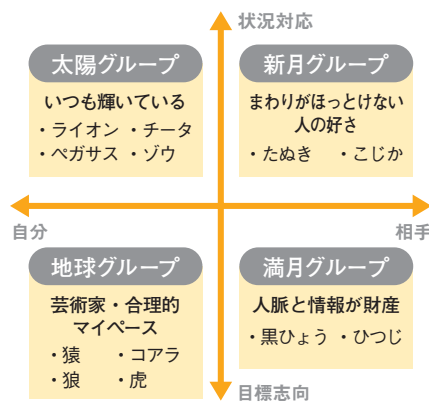 状況対応
太陽グループ
いつも輝いている
・ライオン ・チータ
・ペガサス ・ゾウ
新月グループ
まわりがほっとけない
人の好さ
・たぬき ・こじか
自分
相手
地球グループ
芸術家・合理的
マイペース
・猿 ・コアラ
・狼 ・虎
満月グループ
人脈と情報が財産
・黒ひょう ・ひつじ
目標志向